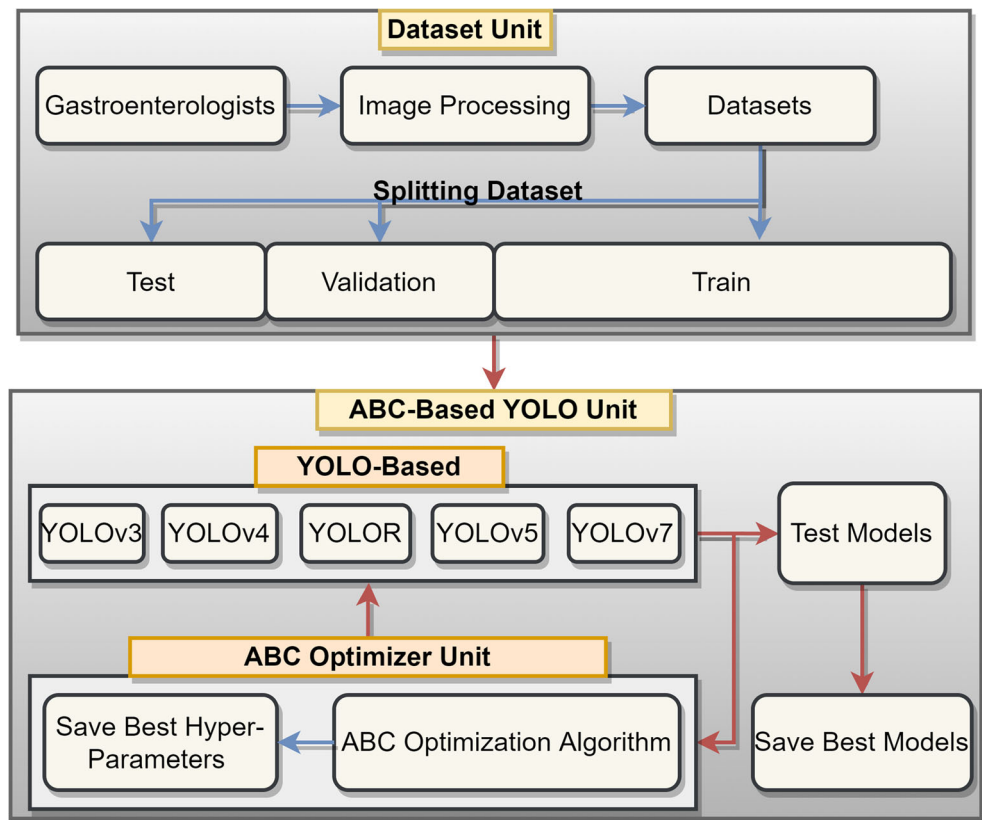 Dataset Unit
Gastroenterologists
Image Processing
Datasets
Splitting Dataset
Test
Validation
Train
ABC-Based YOLO Unit
YOLO-Based
YOLOv3
YOLOv4
YOLOR
YOLOv5
YOLOv7
Test Models
ABC Optimizer Unit
Save Best Hyper-
Parameters
ABC Optimization Algorithm
Save Best Models